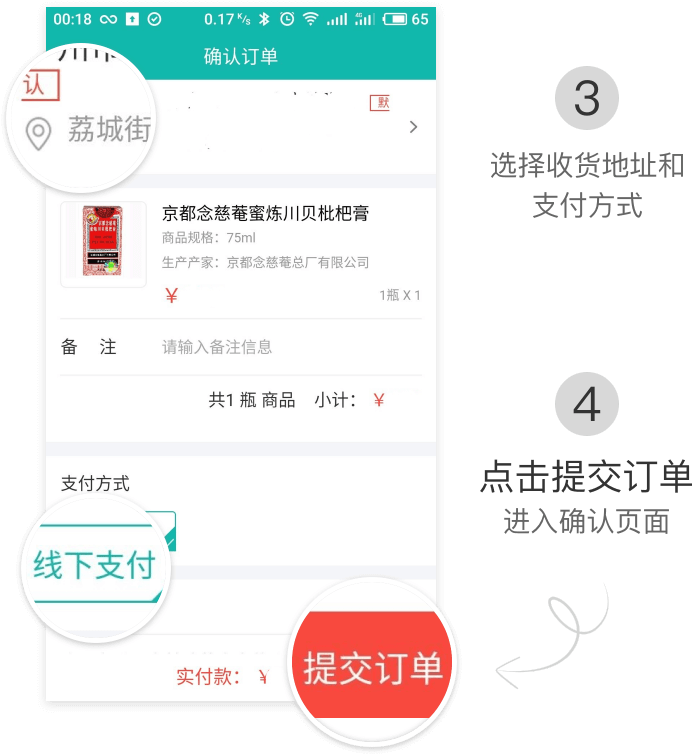 00:18 0.17 K/s 4G 65
确认订单
认
默
荔城街
京都念慈菴蜜炼川贝枇杷膏
商品规格：75ml
生产产家：京都念慈菴总厂有限公司
￥ 1瓶 X 1
备 注 请输入备注信息
共1 瓶 商品 小计：￥
支付方式
线下支付
实付款：￥
提交订单
3
选择收货地址和
支付方式
4
点击提交订单
进入确认页面